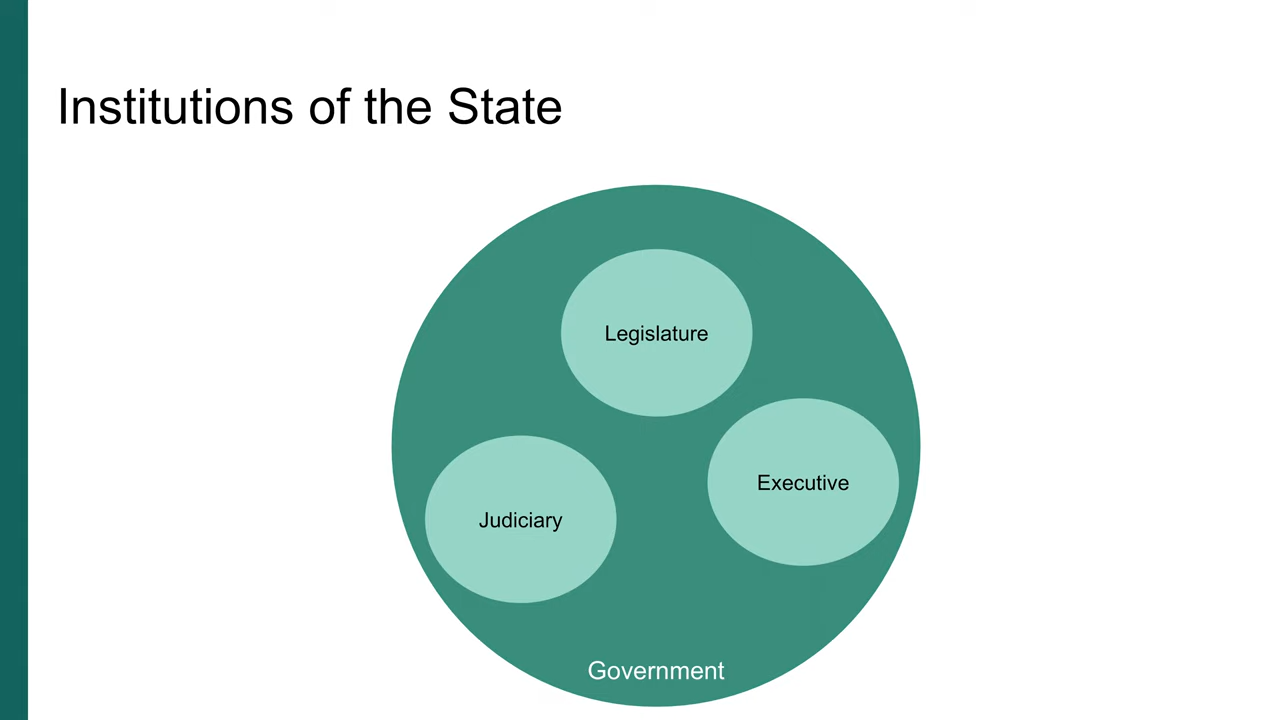 Institutions of the State
Legislature
Executive
Judiciary
Government